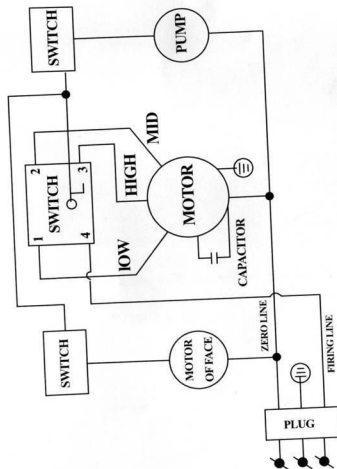 SWITCH
PUMP
2
3
SWITCH
1
4
MID
HIGH
lOW
MOTOR
CAPACITOR
SWITCH
MOTOR
OF FACE
ZERO LINE
FIRING LINE
PLUG